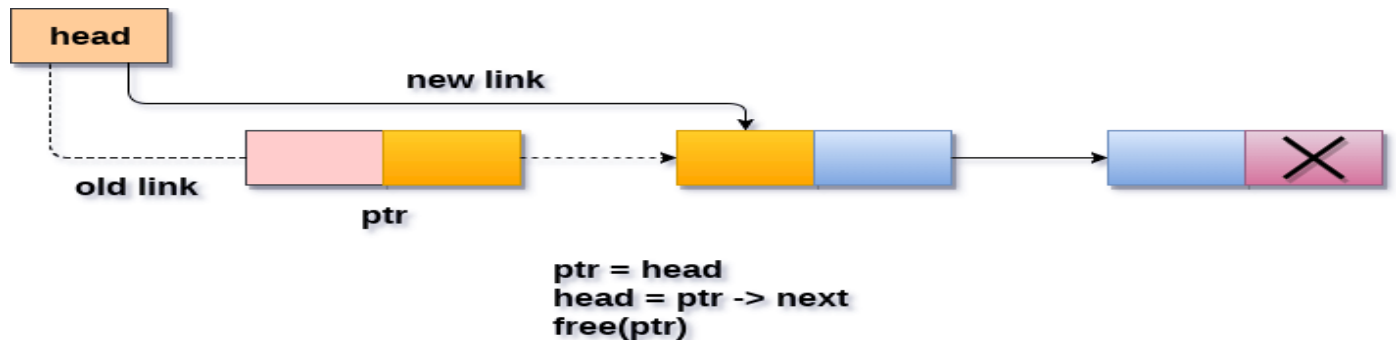 head
new link
old link
ptr
ptr = head
head = ptr -> next
free(ptr)